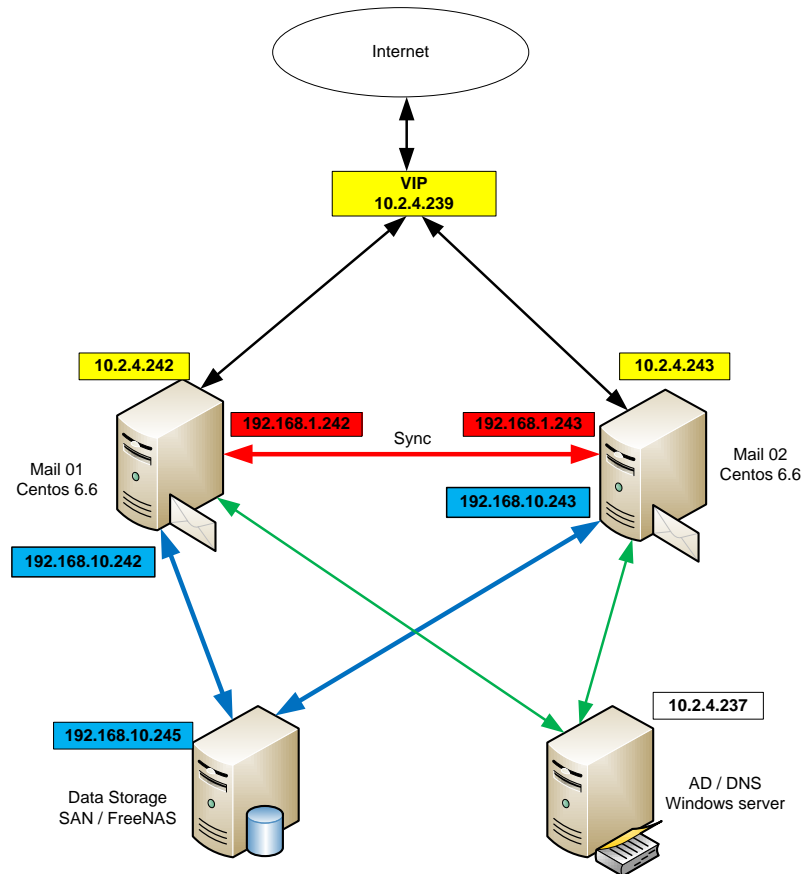 Internet
VIP
10.2.4.239
10.2.4.242
10.2.4.243
192.168.1.242
192.168.1.243
Sync
Mail 01
Centos 6.6
Mail 02
Centos 6.6
192.168.10.243
192.168.10.242
10.2.4.237
192.168.10.245
Data Storage
SAN / FreeNAS
AD / DNS
Windows server